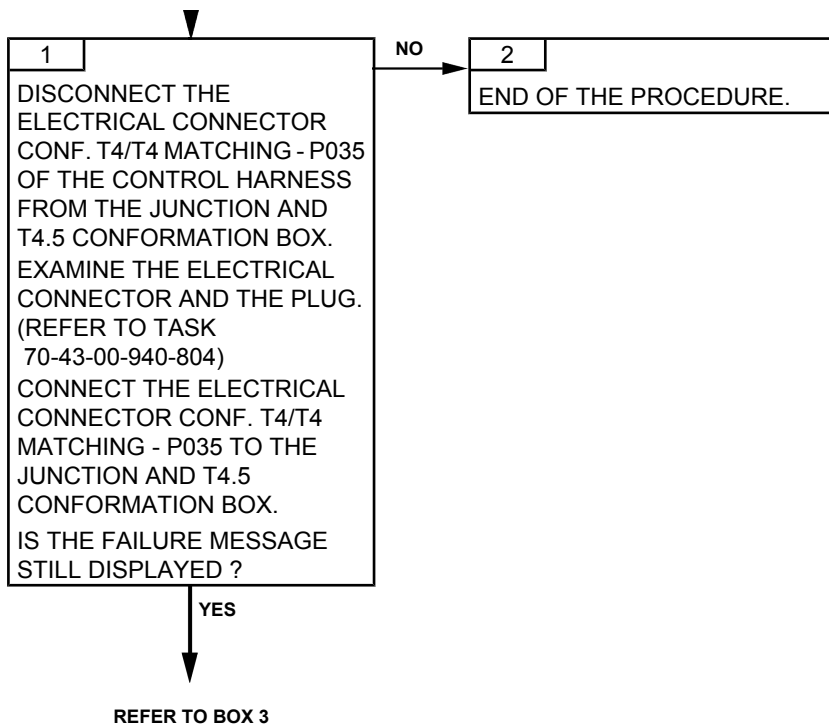 1
DISCONNECT THE
ELECTRICAL CONNECTOR
CONF. T4/T4 MATCHING - P035
OF THE CONTROL HARNESS
FROM THE JUNCTION AND
T4.5 CONFORMATION BOX.
EXAMINE THE ELECTRICAL
CONNECTOR AND THE PLUG.
(REFER TO TASK
70-43-00-940-804)
CONNECT THE ELECTRICAL
CONNECTOR CONF. T4/T4
MATCHING - P035 TO THE
JUNCTION AND T4.5
CONFORMATION BOX.
IS THE FAILURE MESSAGE
STILL DISPLAYED ?
NO
2
END OF THE PROCEDURE.
YES
REFER TO BOX 3